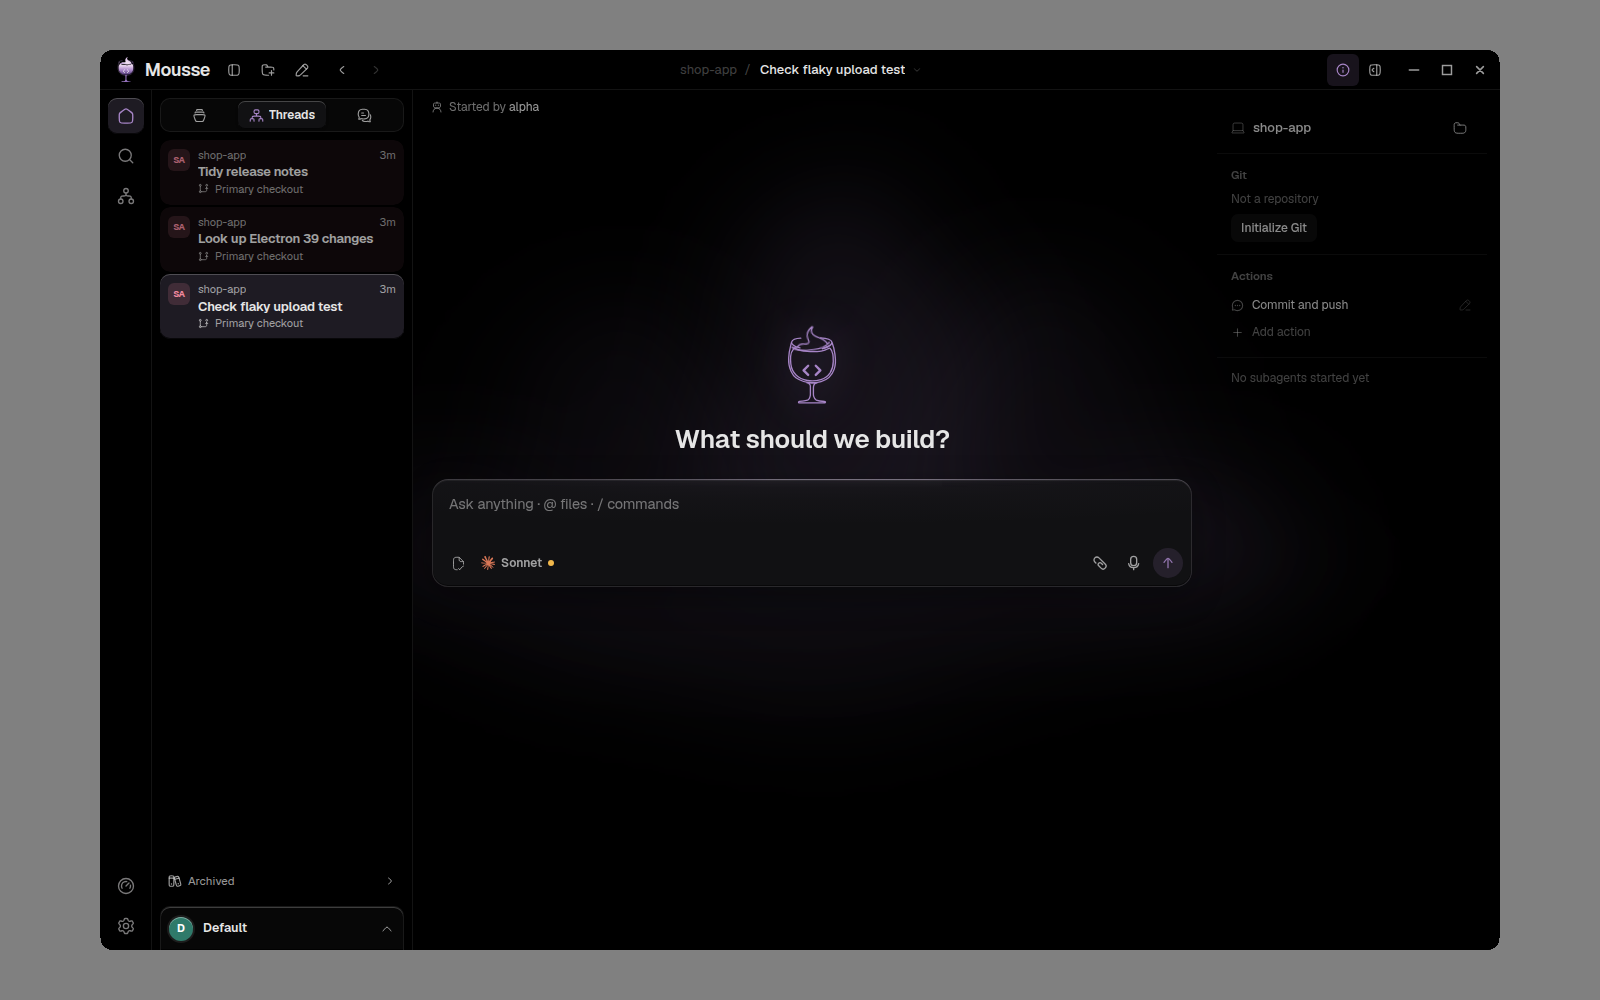 Mousse
shop-app / Check flaky upload test
Threads
Started by alpha
SA shop-app 3m
Tidy release notes
Primary checkout
SA shop-app 3m
Look up Electron 39 changes
Primary checkout
SA shop-app 3m
Check flaky upload test
Primary checkout
Archived
D Default
What should we build?
Ask anything · @ files · / commands
Sonnet
shop-app
Git
Not a repository
Initialize Git
Actions
Commit and push
Add action
No subagents started yet